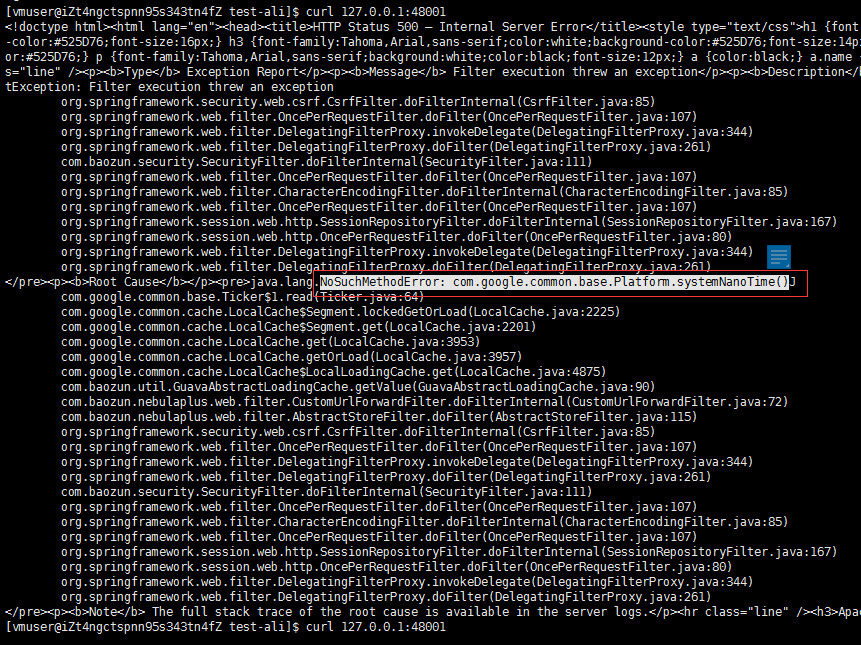 [vmuser@iZt4ngctspnn95s343tn4fZ test-ali]$ curl 127.0.0.1:48001
<!doctype html><html lang="en"><head><title>HTTP Status 500 – Internal Server Error</title><style type="text/css">h1 {font
-color:#525D76;font-size:16px;} h3 {font-family:Tahoma,Arial,sans-serif;color:white;background-color:#525D76;font-size:14p
or:#525D76;} p {font-family:Tahoma,Arial,sans-serif;background:white;color:black;font-size:12px;} a {color:black;} a.name {
s="line" /><p><b>Type</b> Exception Report</p><p><b>Message</b> Filter execution threw an exception</p><p><b>Description</b
tException: Filter execution threw an exception
org.springframework.security.web.csrf.CsrfFilter.doFilterInternal(CsrfFilter.java:85)
org.springframework.web.filter.OncePerRequestFilter.doFilter(OncePerRequestFilter.java:107)
org.springframework.web.filter.DelegatingFilterProxy.invokeDelegate(DelegatingFilterProxy.java:344)
org.springframework.web.filter.DelegatingFilterProxy.doFilter(DelegatingFilterProxy.java:261)
com.baozun.security.SecurityFilter.doFilterInternal(SecurityFilter.java:111)
org.springframework.web.filter.OncePerRequestFilter.doFilter(OncePerRequestFilter.java:107)
org.springframework.web.filter.CharacterEncodingFilter.doFilterInternal(CharacterEncodingFilter.java:85)
org.springframework.web.filter.OncePerRequestFilter.doFilter(OncePerRequestFilter.java:107)
org.springframework.session.web.http.SessionRepositoryFilter.doFilterInternal(SessionRepositoryFilter.java:167)
org.springframework.session.web.http.OncePerRequestFilter.doFilter(OncePerRequestFilter.java:80)
org.springframework.web.filter.DelegatingFilterProxy.invokeDelegate(DelegatingFilterProxy.java:344)
org.springframework.web.filter.DelegatingFilterProxy.doFilter(DelegatingFilterProxy.java:261)
</pre><p><b>Root Cause</b></p><pre>java.lang.NoSuchMethodError: com.google.common.base.Platform.systemNanoTime()J
com.google.common.base.Ticker$1.read(Ticker.java:64)
com.google.common.cache.LocalCache$Segment.lockedGetOrLoad(LocalCache.java:2225)
com.google.common.cache.LocalCache$Segment.get(LocalCache.java:2201)
com.google.common.cache.LocalCache.get(LocalCache.java:3953)
com.google.common.cache.LocalCache.getOrLoad(LocalCache.java:3957)
com.google.common.cache.LocalCache$LocalLoadingCache.get(LocalCache.java:4875)
com.baozun.util.GuavaAbstractLoadingCache.getValue(GuavaAbstractLoadingCache.java:90)
com.baozun.nebulaplus.web.filter.CustomUrlForwardFilter.doFilterInternal(CustomUrlForwardFilter.java:72)
com.baozun.nebulaplus.web.filter.AbstractStoreFilter.doFilter(AbstractStoreFilter.java:115)
org.springframework.security.web.csrf.CsrfFilter.doFilterInternal(CsrfFilter.java:85)
org.springframework.web.filter.OncePerRequestFilter.doFilter(OncePerRequestFilter.java:107)
org.springframework.web.filter.DelegatingFilterProxy.invokeDelegate(DelegatingFilterProxy.java:344)
org.springframework.web.filter.DelegatingFilterProxy.doFilter(DelegatingFilterProxy.java:261)
com.baozun.security.SecurityFilter.doFilterInternal(SecurityFilter.java:111)
org.springframework.web.filter.OncePerRequestFilter.doFilter(OncePerRequestFilter.java:107)
org.springframework.web.filter.CharacterEncodingFilter.doFilterInternal(CharacterEncodingFilter.java:85)
org.springframework.web.filter.OncePerRequestFilter.doFilter(OncePerRequestFilter.java:107)
org.springframework.session.web.http.SessionRepositoryFilter.doFilterInternal(SessionRepositoryFilter.java:167)
org.springframework.session.web.http.OncePerRequestFilter.doFilter(OncePerRequestFilter.java:80)
org.springframework.web.filter.DelegatingFilterProxy.invokeDelegate(DelegatingFilterProxy.java:344)
org.springframework.web.filter.DelegatingFilterProxy.doFilter(DelegatingFilterProxy.java:261)
</pre><p><b>Note</b> The full stack trace of the root cause is available in the server logs.</p><hr class="line" /><h3>Apa
[vmuser@iZt4ngctspnn95s343tn4fZ test-ali]$ curl 127.0.0.1:48001